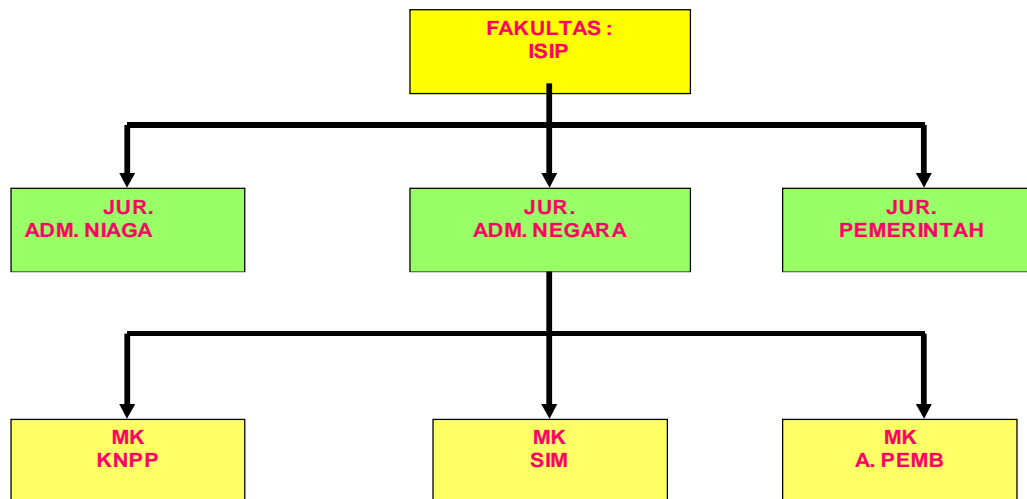 FAKULTAS :
ISIP
JUR.
ADM. NIAGA
JUR.
ADM. NEGARA
JUR.
PEMERINTAH
MK
KNPP
MK
SIM
MK
A. PEMB